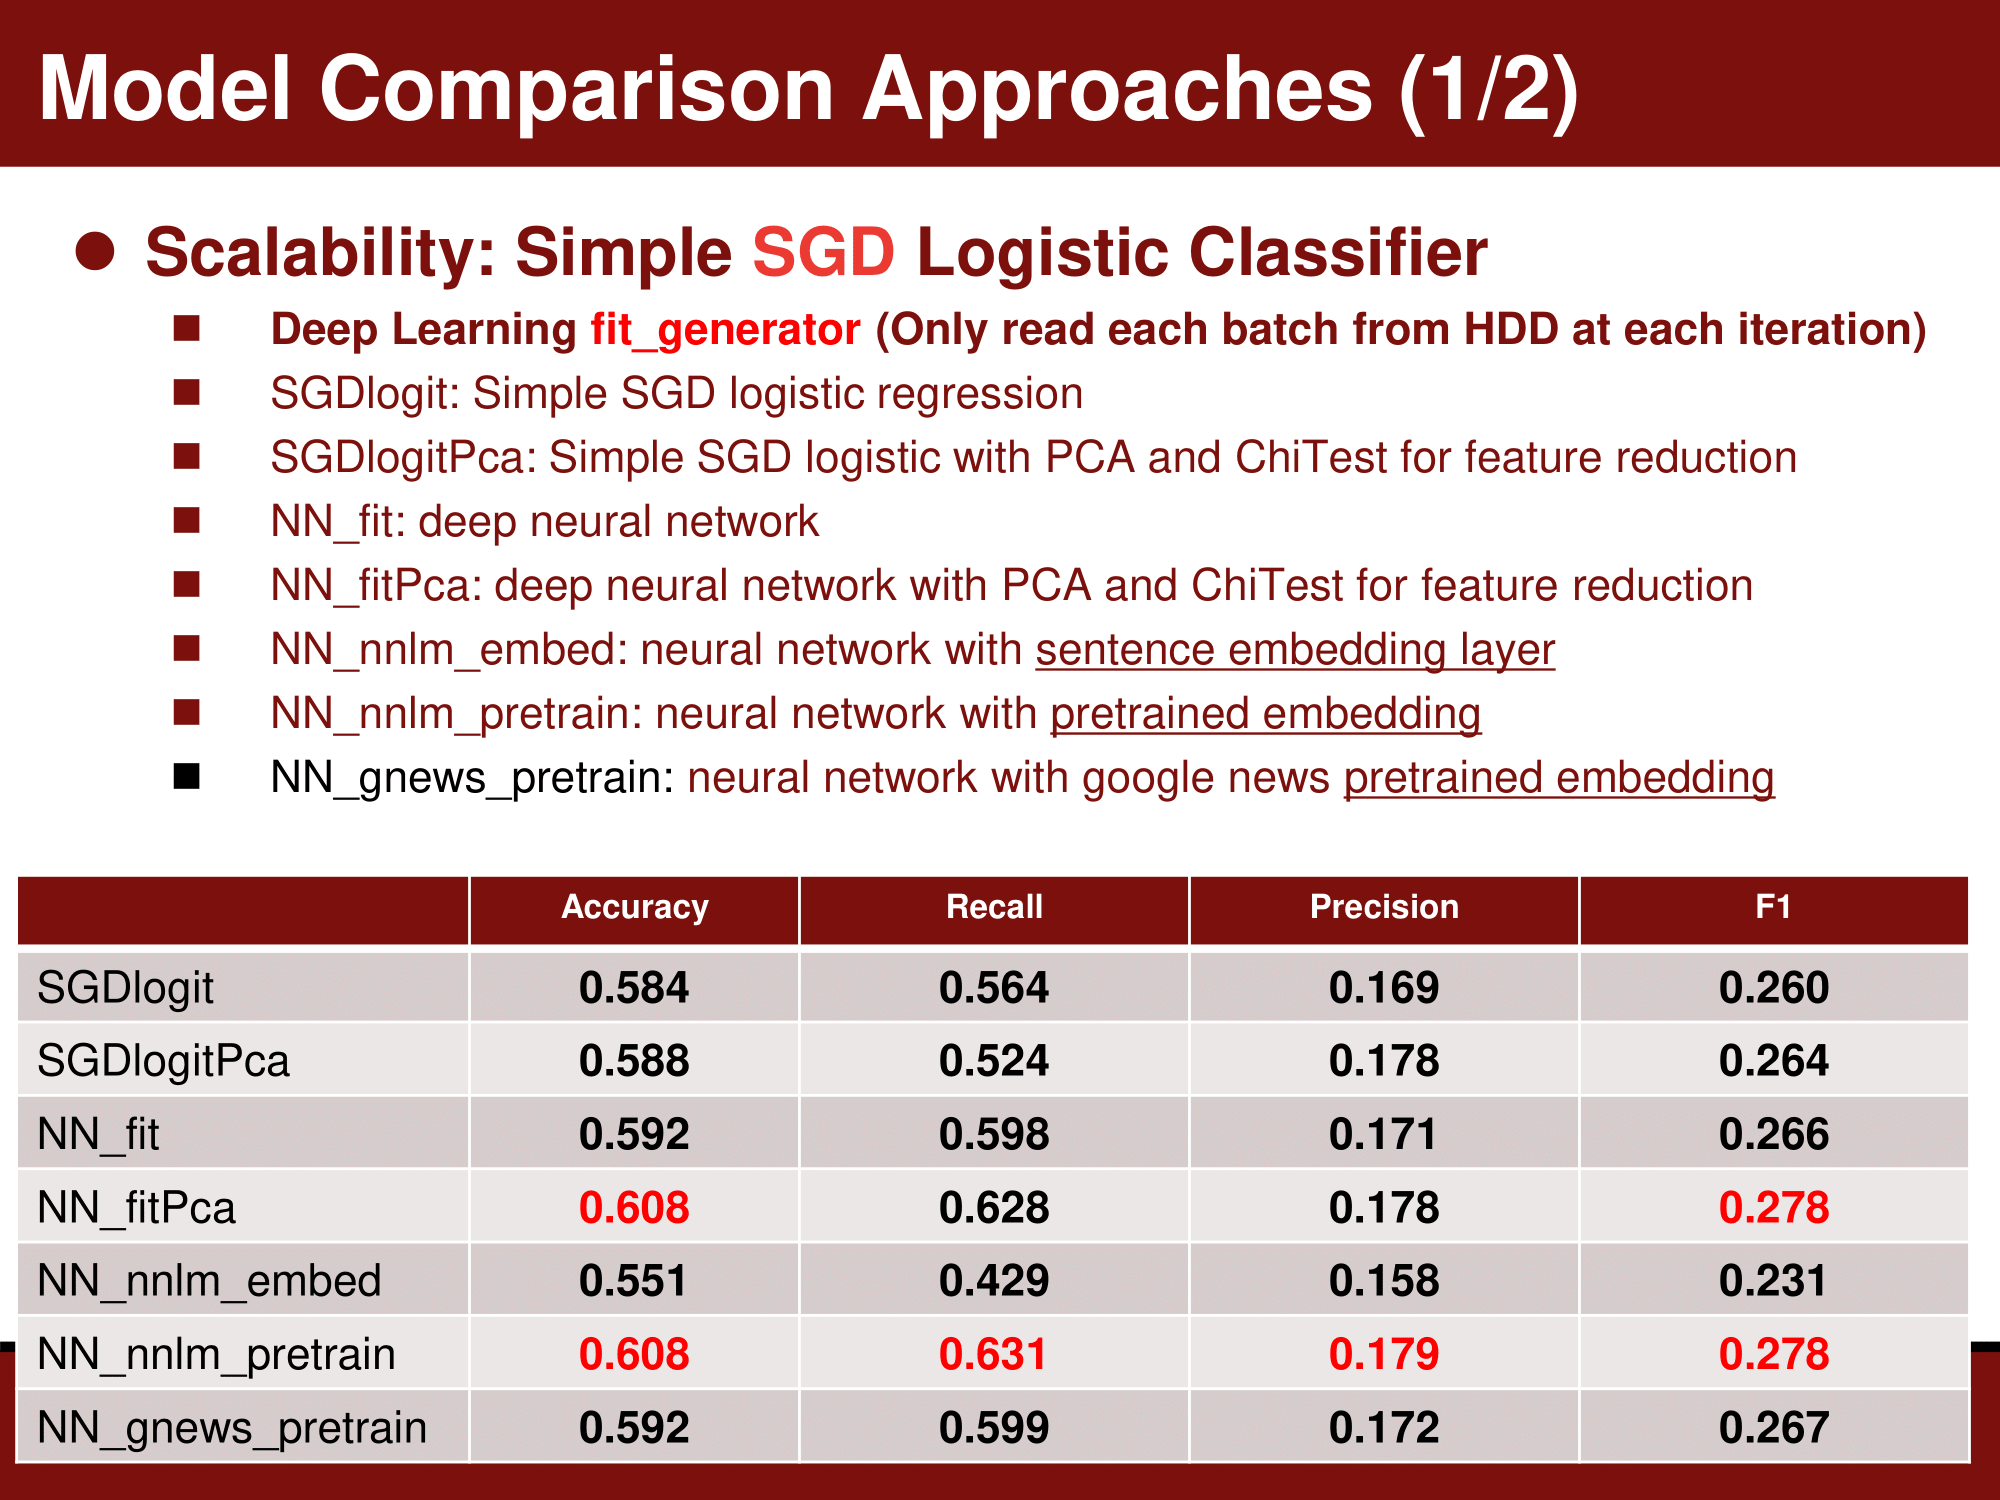 Model Comparison Approaches (1/2)
● Scalability: Simple SGD Logistic Classifier
■ Deep Learning fit_generator (Only read each batch from HDD at each iteration)
■ SGDlogit: Simple SGD logistic regression
■ SGDlogitPca: Simple SGD logistic with PCA and ChiTest for feature reduction
■ NN_fit: deep neural network
■ NN_fitPca: deep neural network with PCA and ChiTest for feature reduction
■ NN_nnlm_embed: neural network with sentence embedding layer
■ NN_nnlm_pretrain: neural network with pretrained embedding
■ NN_gnews_pretrain: neural network with google news pretrained embedding
Accuracy Recall Precision F1
SGDlogit 0.584 0.564 0.169 0.260
SGDlogitPca 0.588 0.524 0.178 0.264
NN_fit 0.592 0.598 0.171 0.266
NN_fitPca 0.608 0.628 0.178 0.278
NN_nnlm_embed 0.551 0.429 0.158 0.231
NN_nnlm_pretrain 0.608 0.631 0.179 0.278
NN_gnews_pretrain 0.592 0.599 0.172 0.267